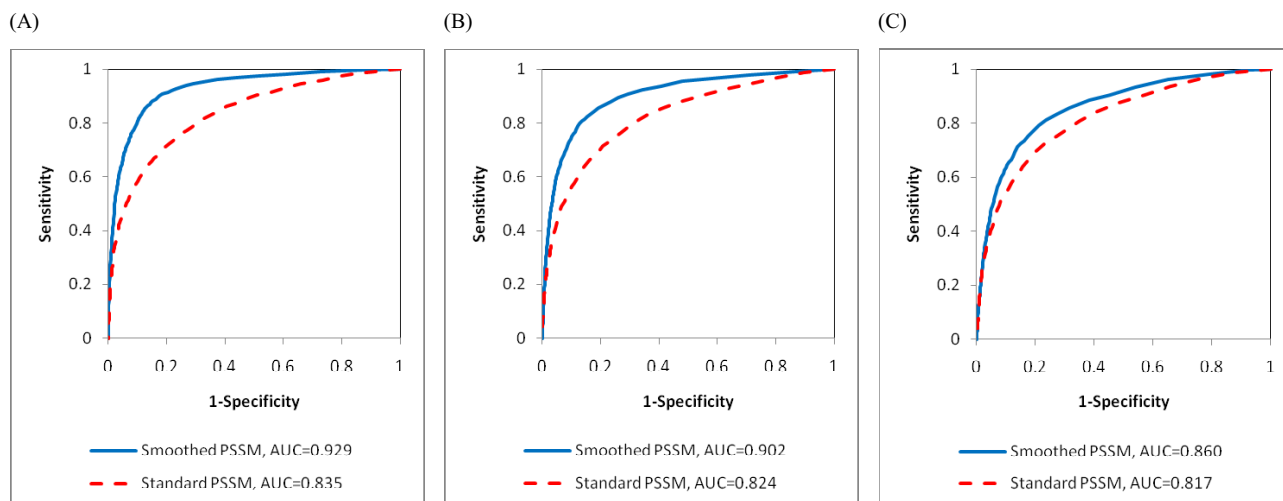 (A)
1
0.8
0.6
0.4
0.2
0
0
0.2
0.4
0.6
0.8
1
Sensitivity
1-Specificity
Smoothed PSSM, AUC=0.929
Standard PSSM, AUC=0.835
(B)
1
0.8
0.6
0.4
0.2
0
0
0.2
0.4
0.6
0.8
1
Sensitivity
1-Specificity
Smoothed PSSM, AUC=0.902
Standard PSSM, AUC=0.824
(C)
1
0.8
0.6
0.4
0.2
0
0
0.2
0.4
0.6
0.8
1
Sensitivity
1-Specificity
Smoothed PSSM, AUC=0.860
Standard PSSM, AUC=0.817